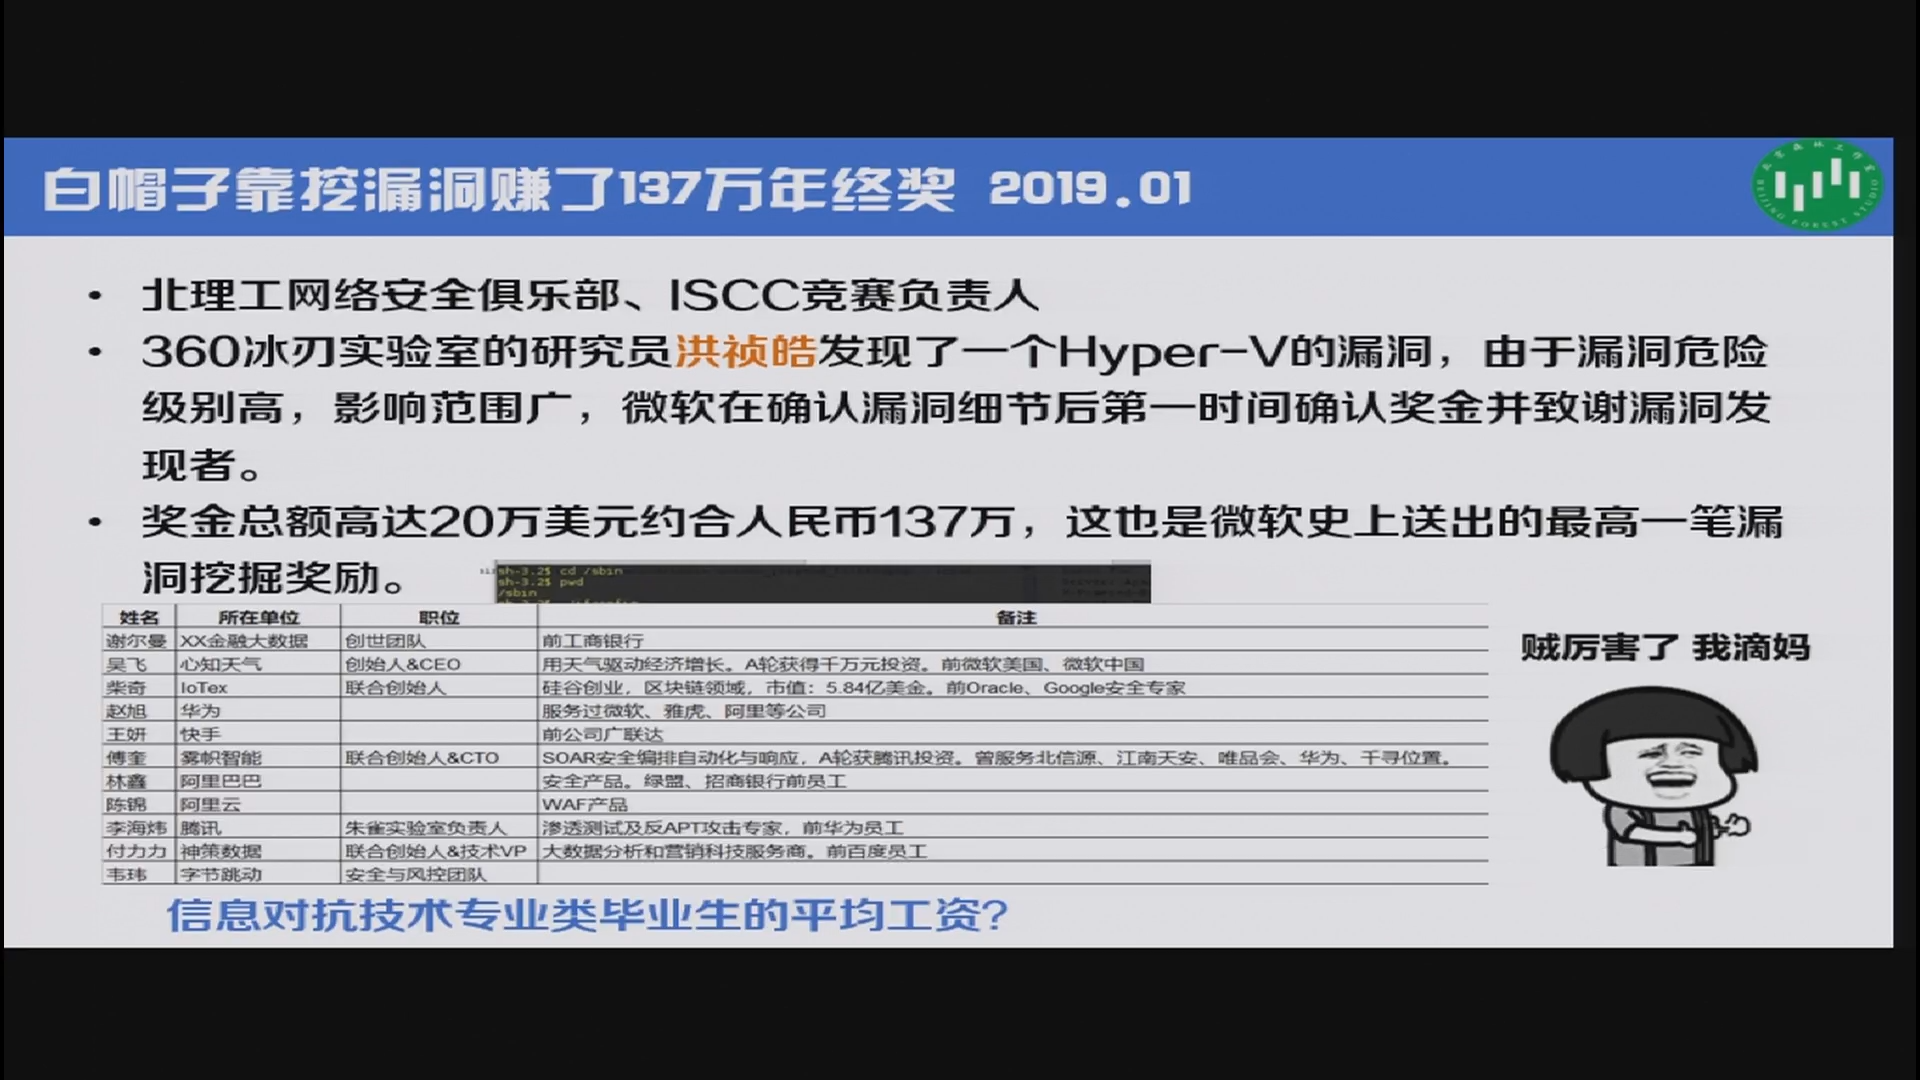 白帽子靠挖漏洞赚了137万年终奖 2019.01
• 北理工网络安全俱乐部、ISCC竞赛负责人
• 360冰刃实验室的研究员洪祯皓发现了一个Hyper-V的漏洞，由于漏洞危险
级别高，影响范围广，微软在确认漏洞细节后第一时间确认奖金并致谢漏洞发
现者。
• 奖金总额高达20万美元约合人民币137万，这也是微软史上送出的最高一笔漏
洞挖掘奖励。
sh-3.2$ cd /sbin
sh-3.2$ pwd
/sbin
姓名 所在单位 职位 备注
谢尔曼 XX金融大数据 创世团队 前工商银行
吴飞 心知天气 创始人&CEO 用天气驱动经济增长。A轮获得千万元投资。前微软美国、微软中国
柴奇 IoTex 联合创始人 硅谷创业，区块链领域，市值：5.84亿美金。前Oracle、Google安全专家
赵旭 华为 服务过微软、雅虎、阿里等公司
王妍 快手 前公司广联达
傅奎 雾帜智能 联合创始人&CTO SOAR安全编排自动化与响应，A轮获腾讯投资。曾服务北信源、江南天安、唯品会、华为、千寻位置。
林鑫 阿里巴巴 安全产品。绿盟、招商银行前员工
陈锦 阿里云 WAF产品
李海炜 腾讯 朱雀实验室负责人 渗透测试及反APT攻击专家，前华为员工
付力力 神策数据 联合创始人&技术VP 大数据分析和营销科技服务商。前百度员工
韦玮 字节跳动 安全与风控团队
贼厉害了 我滴妈
信息对抗技术专业类毕业生的平均工资?
北京森林工作室
BEIJING FOREST STUDIO